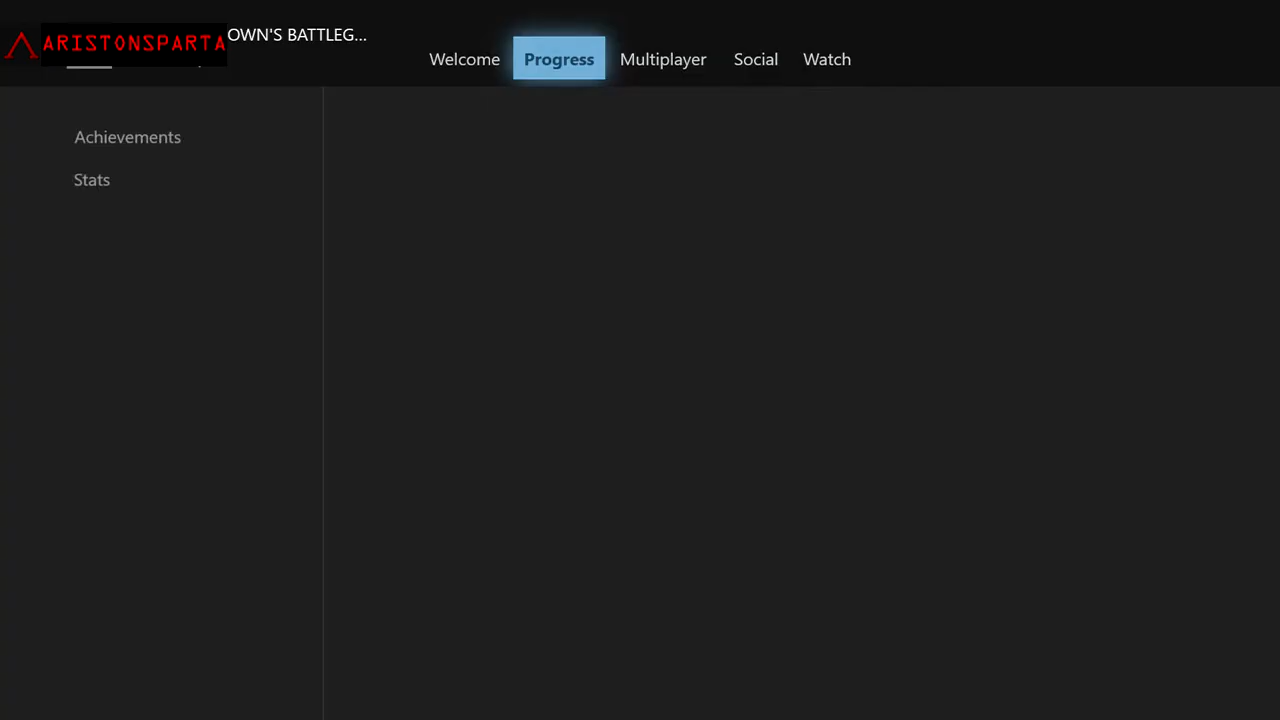 ARISTONSPARTA
OWN'S BATTLEG...
Welcome
Progress
Multiplayer
Social
Watch
Achievements
Stats